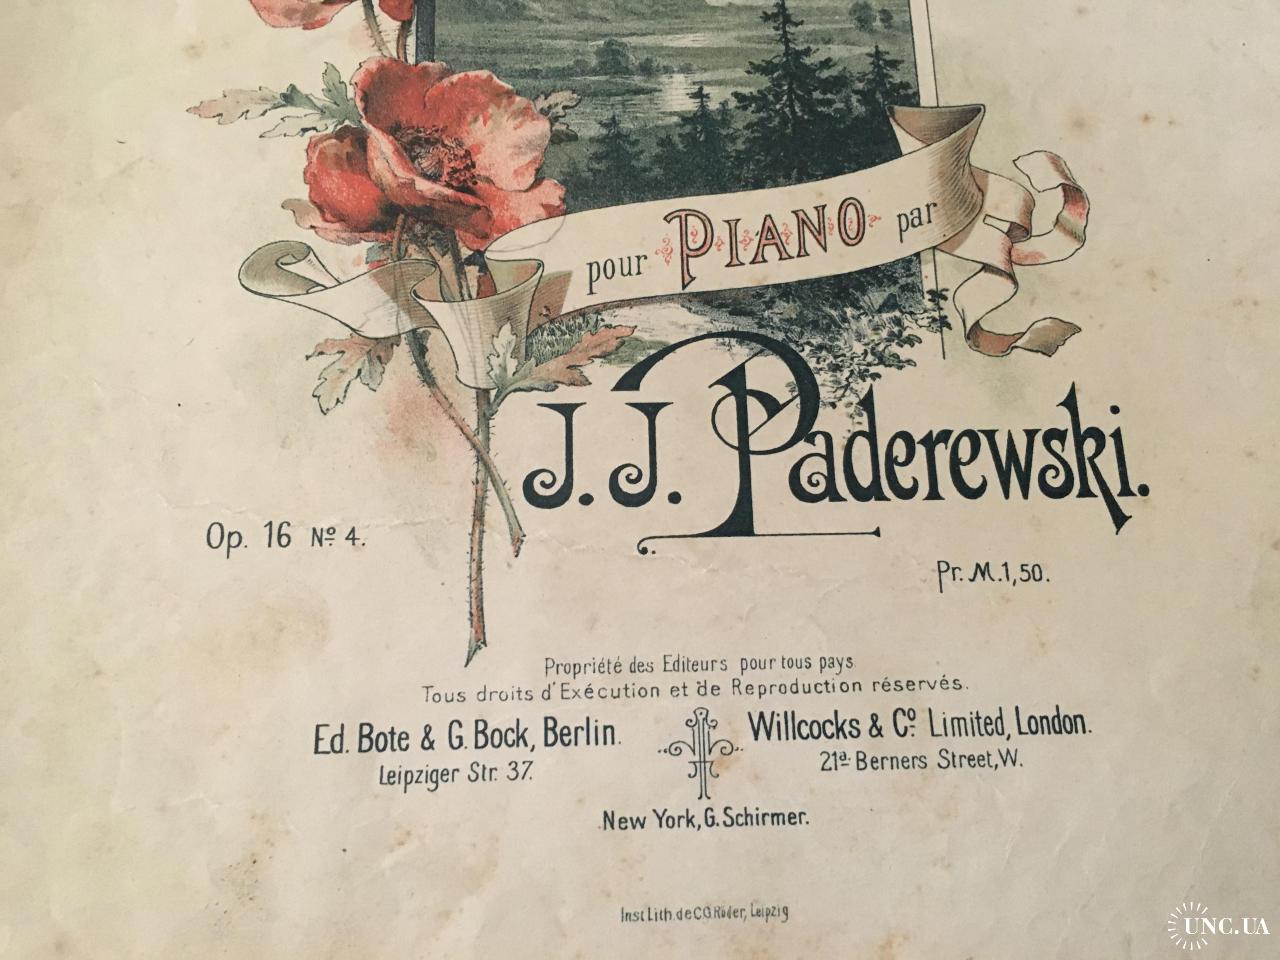 pour PIANO par
J. J. Paderewski.
Op. 16 Nº 4.
Pr. M. 1,50.
Propriété des Editeurs pour tous pays.
Tous droits d'Exécution et de Reproduction réservés.
Ed. Bote & G. Bock, Berlin.
Leipziger Str. 37.
Willcocks & Cº. Limited, London.
21ª Berners Street, W.
New York, G. Schirmer.
Inst. Lith. de C.G. Röder, Leipzig
UNC.UA